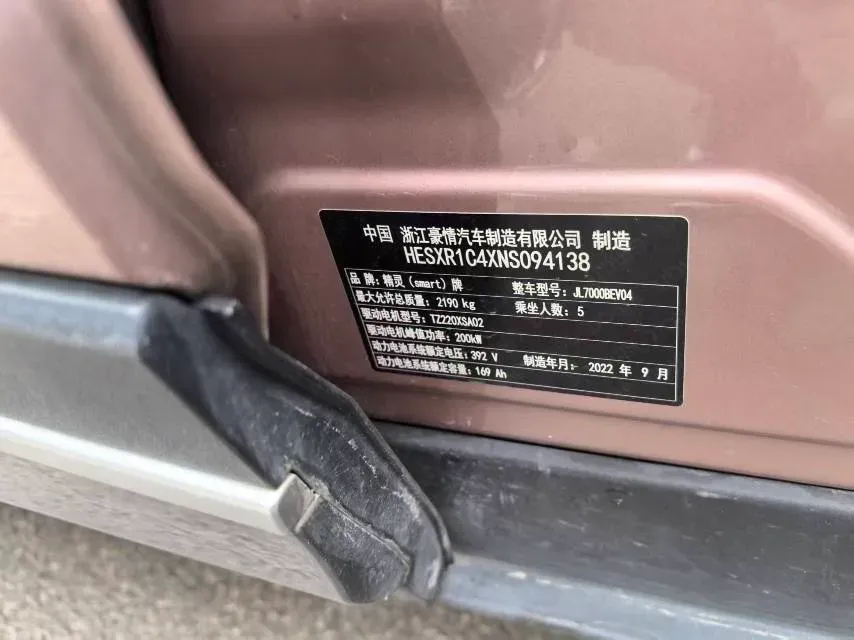 中国 浙江豪情汽车制造有限公司 制造
HESXR1C4XNS094138
品牌：精灵(smart)牌 整车型号：JL7000BEV04
最大允许总质量：2190 kg 乘坐人数：5
驱动电机型号：TZ220XSA02
驱动电机峰值功率：200kW
动力电池系统额定电压：392 V 制造年月：2022 年 9 月
动力电池系统额定容量：169 Ah